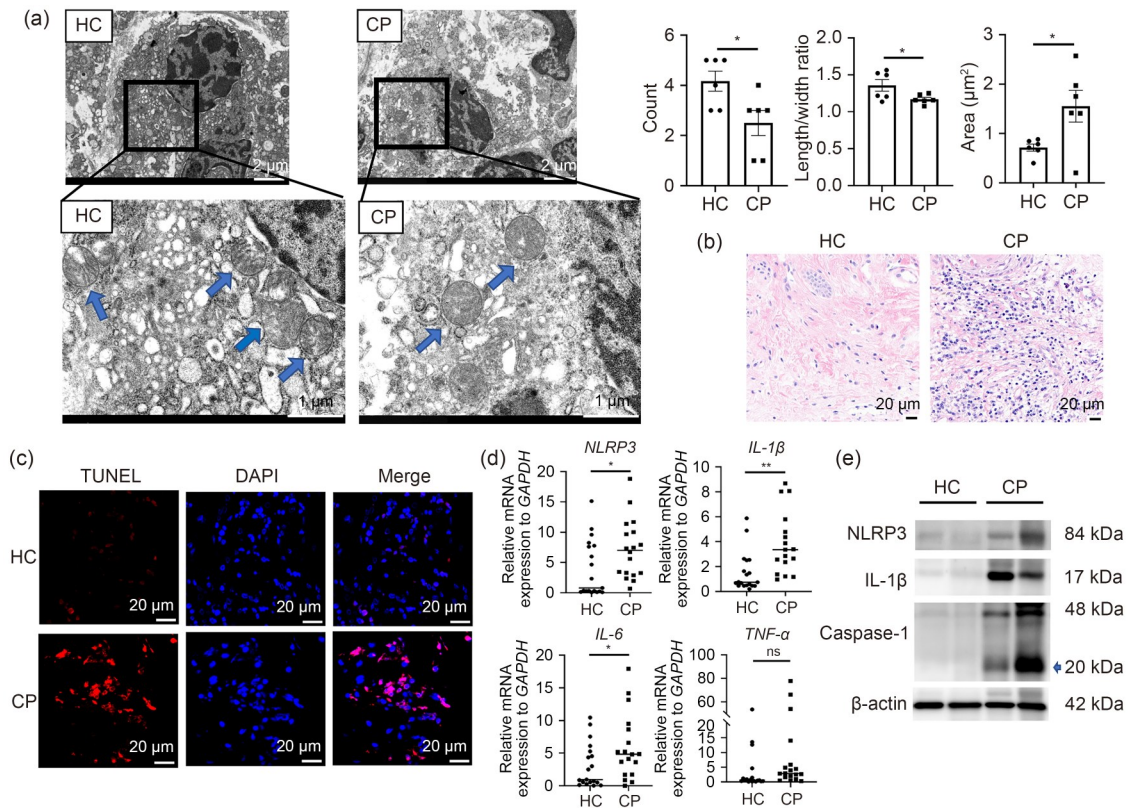 (a)
HC
CP
2 μm
2 μm
HC
CP
1 μm
1 μm
Count
6
4
2
0
HC
CP
*
Length/width ratio
2.0
1.5
1.0
0.5
0.0
HC
CP
*
Area (μm²)
3
2
1
0
HC
CP
*
(b)
HC
CP
20 μm
20 μm
(c)
TUNEL
DAPI
Merge
HC
20 μm
20 μm
20 μm
CP
20 μm
20 μm
20 μm
(d)
NLRP3
Relative mRNA
expression to GAPDH
20
15
10
5
0
*
HC
CP
IL-1β
Relative mRNA
expression to GAPDH
10
8
6
4
2
0
**
HC
CP
IL-6
Relative mRNA
expression to GAPDH
20
15
10
5
0
*
HC
CP
TNF-α
Relative mRNA
expression to GAPDH
100
80
60
40
20
15
10
5
0
ns
HC
CP
(e)
HC
CP
NLRP3
84 kDa
IL-1β
17 kDa
48 kDa
Caspase-1
20 kDa
β-actin
42 kDa